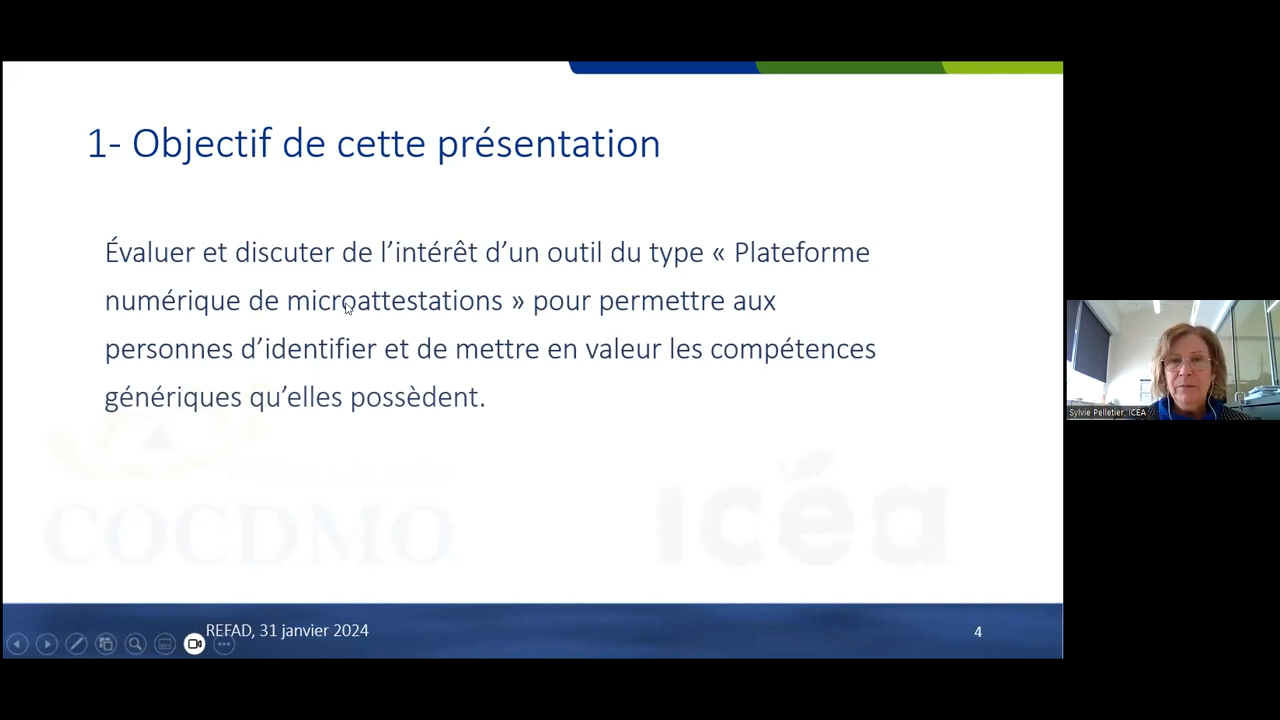 1- Objectif de cette présentation
Évaluer et discuter de l’intérêt d’un outil du type « Plateforme
numérique de microattestations » pour permettre aux
personnes d’identifier et de mettre en valeur les compétences
génériques qu’elles possèdent.
COCDMO
icéa
REFAD, 31 janvier 2024
4
Sylvie Pelletier, ICEA